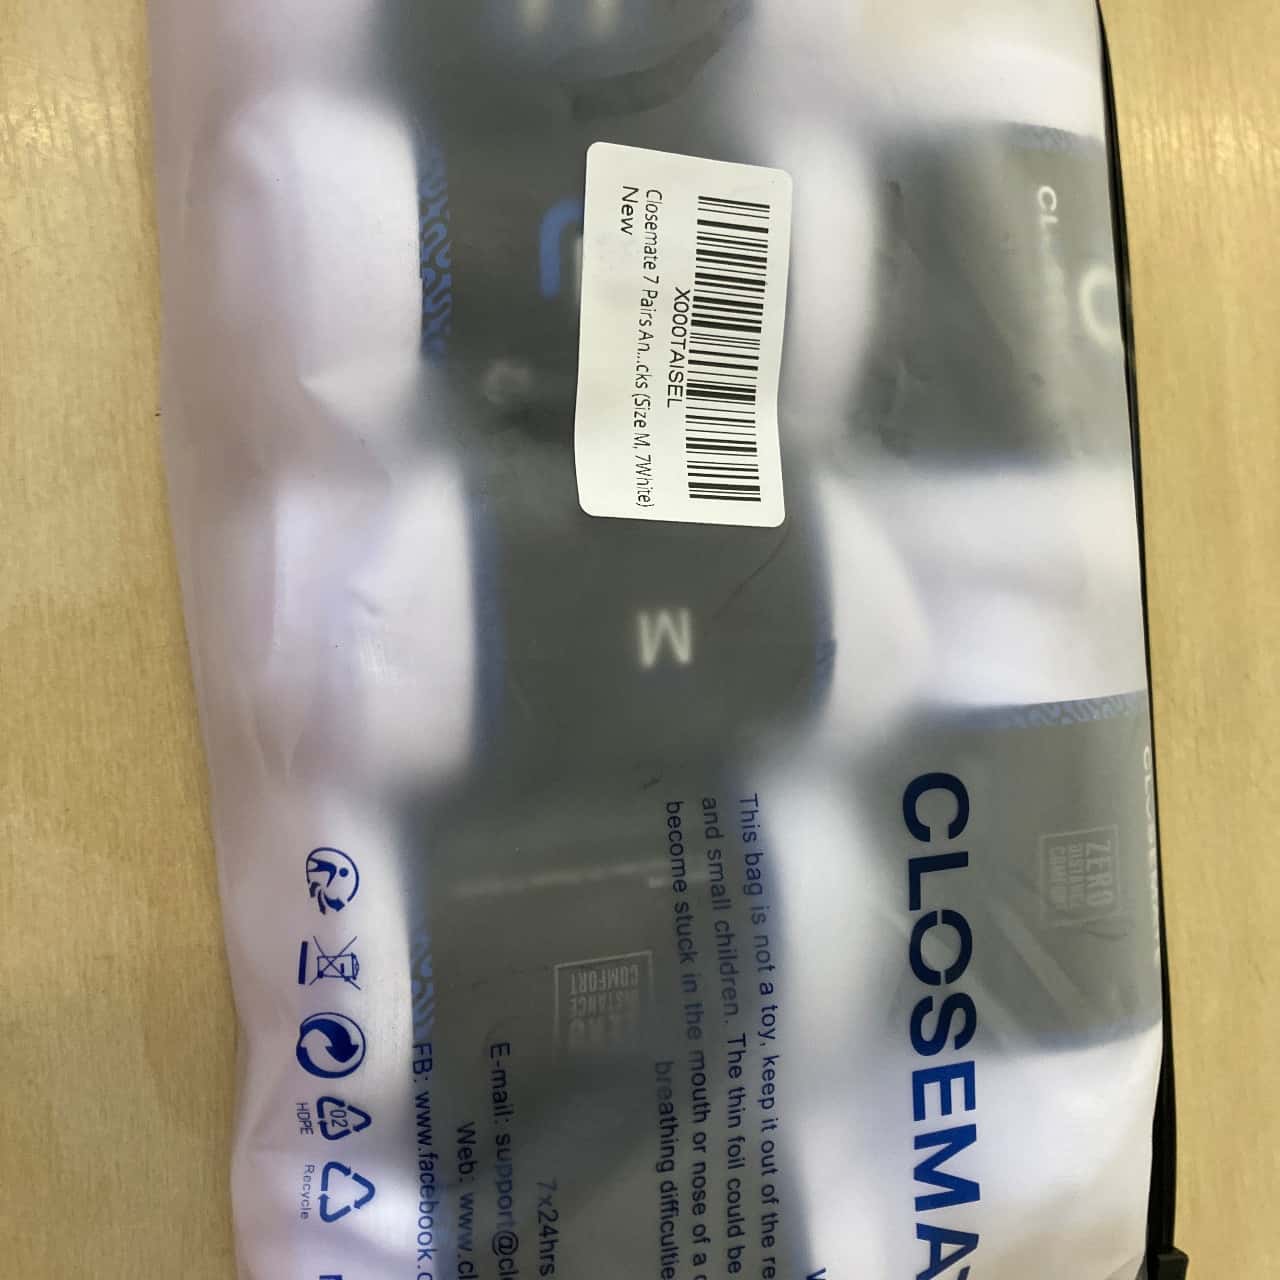 X000TAISEL
Closemate 7 Pairs An...cks (Size M, 7White)
New
M
CL
ZERO
DISTANCE
COMFORT
CLOSEMA
This bag is not a toy, keep it out of the re
and small children. The thin foil could be
become stuck in the mouth or nose of a
breathing difficultie
7x24hrs
E-mail: support@cl
Web: www.cl
FB: www.facebook.c
02
HDPE
Recycle